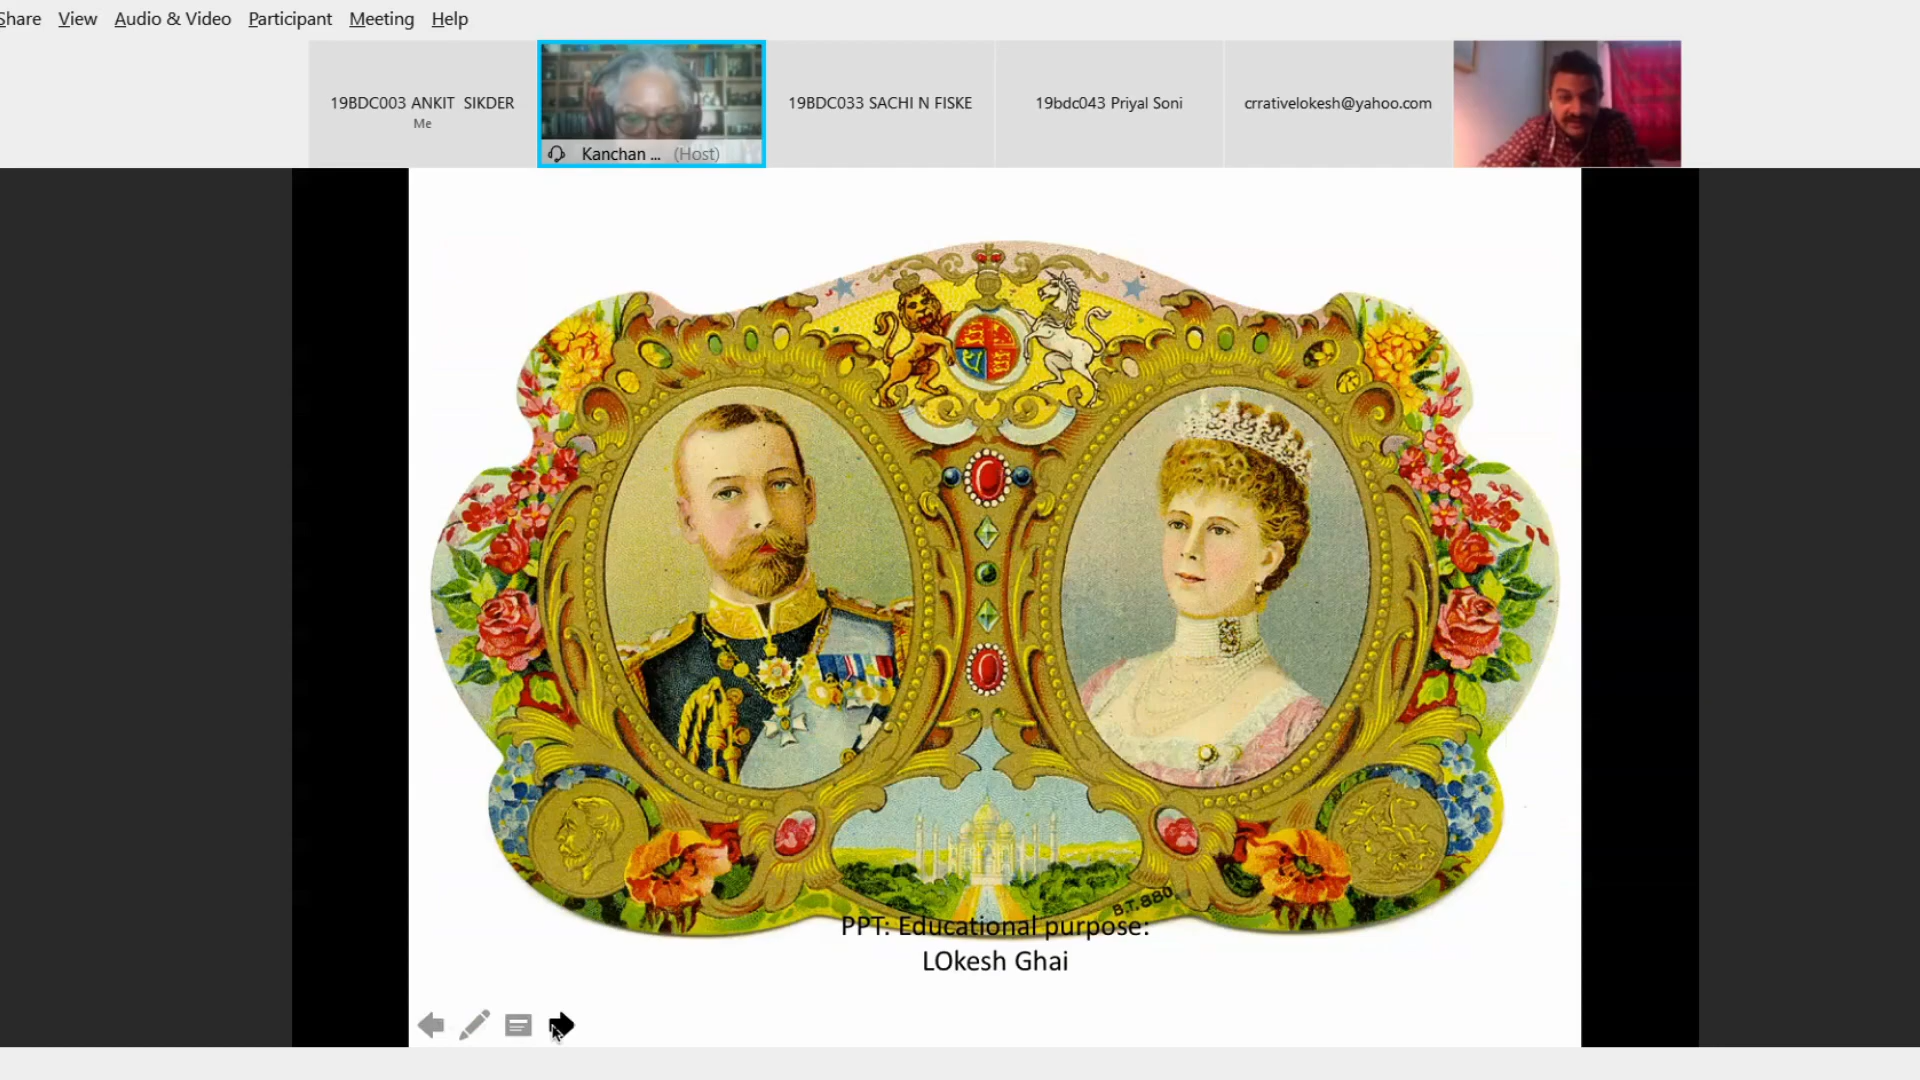 Share View Audio & Video Participant Meeting Help
19BDC003 ANKIT SIKDER
Me
Kanchan ... (Host)
19BDC033 SACHI N FISKE
19bdc043 Priyal Soni
crrativelokesh@yahoo.com
B.T. 880.
PPT: Educational purpose:
LOkesh Ghai